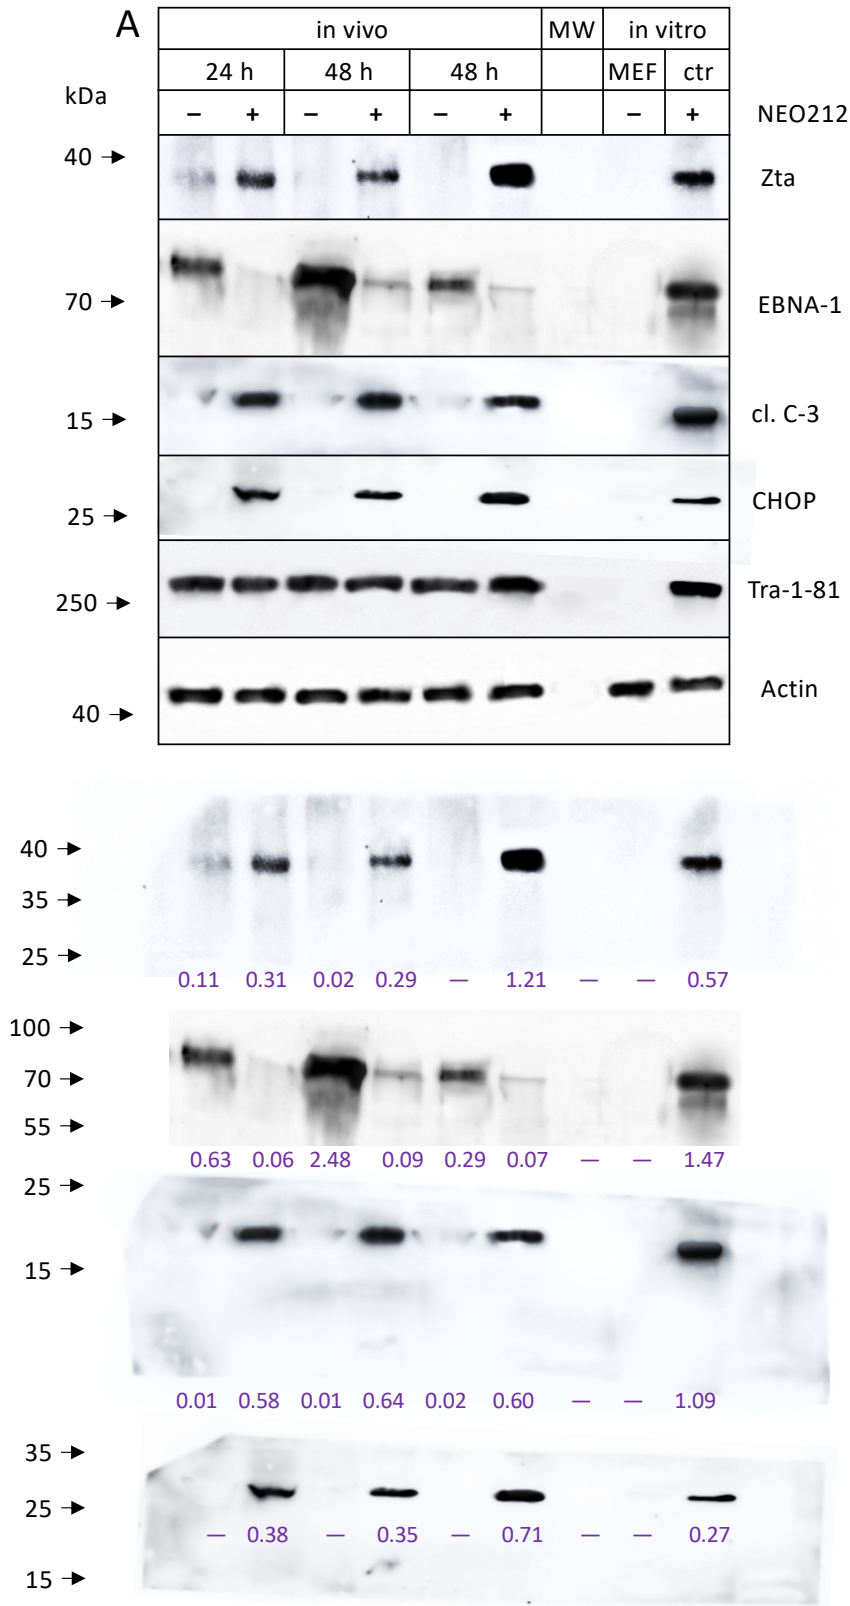 A
in vivo MW in vitro
24 h 48 h 48 h MEF ctr
kDa
– + – + – + – + NEO212
40 Zta
70 EBNA-1
15 cl. C-3
25 CHOP
250 Tra-1-81
40 Actin
40
35
25
0.11 0.31 0.02 0.29 — 1.21 — — 0.57
100
70
55
0.63 0.06 2.48 0.09 0.29 0.07 — — 1.47
25
15
0.01 0.58 0.01 0.64 0.02 0.60 — — 1.09
35
25
— 0.38 — 0.35 — 0.71 — — 0.27
15